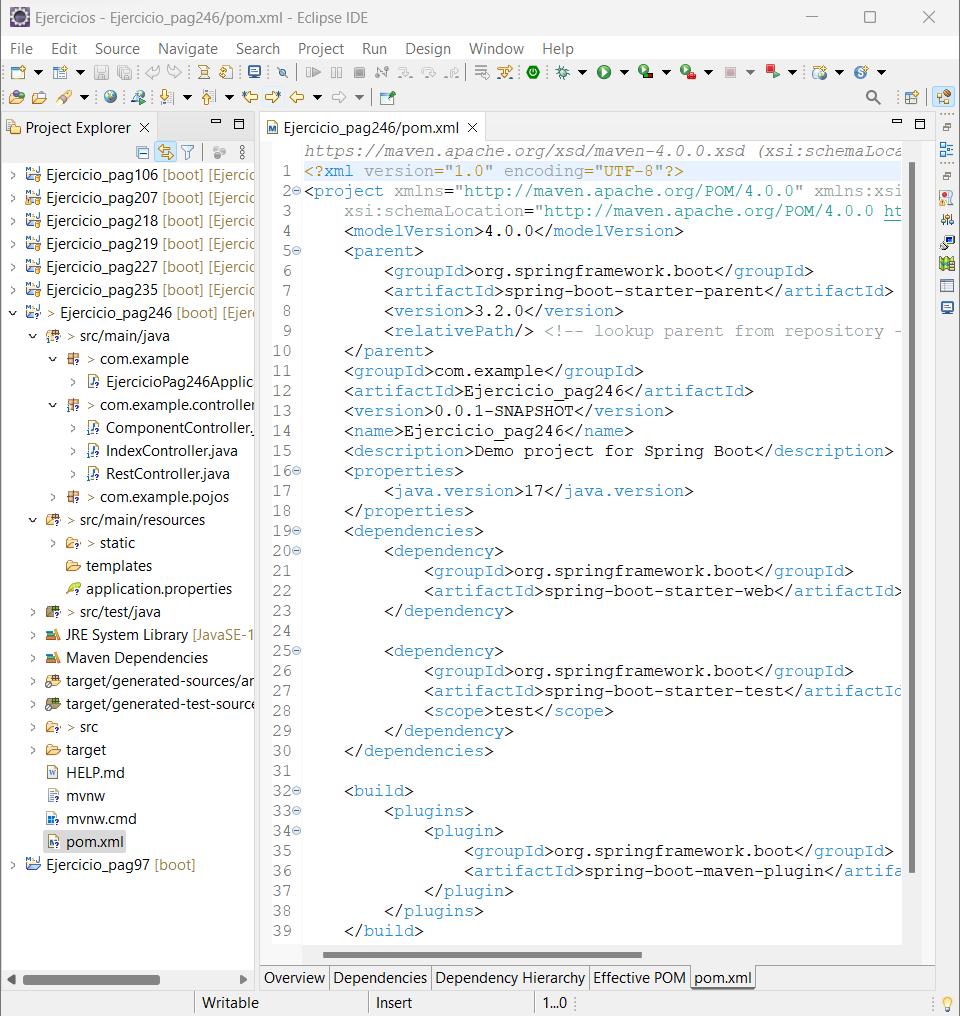 Ejercicios - Ejercicio_pag246/pom.xml - Eclipse IDE
File Edit Source Navigate Search Project Run Design Window Help
Project Explorer
Ejercicio_pag106 [boot] [Ejercic
Ejercicio_pag207 [boot] [Ejercic
Ejercicio_pag218 [boot] [Ejercic
Ejercicio_pag219 [boot] [Ejercic
Ejercicio_pag227 [boot] [Ejercic
Ejercicio_pag235 [boot] [Ejercic
> Ejercicio_pag246 [boot] [Ejer
> src/main/java
> com.example
EjercicioPag246Applic
> com.example.controller
ComponentController.
IndexController.java
RestController.java
> com.example.pojos
> src/main/resources
> static
templates
application.properties
> src/test/java
JRE System Library [JavaSE-1
Maven Dependencies
target/generated-sources/ar
target/generated-test-source
> src
target
HELP.md
mvnw
mvnw.cmd
pom.xml
Ejercicio_pag97 [boot]
Ejercicio_pag246/pom.xml
https://maven.apache.org/xsd/maven-4.0.0.xsd (xsi:schemaLoca
1 <?xml version="1.0" encoding="UTF-8"?>
2 <project xmlns="http://maven.apache.org/POM/4.0.0" xmlns:xsi
3 xsi:schemaLocation="http://maven.apache.org/POM/4.0.0 ht
4 <modelVersion>4.0.0</modelVersion>
5 <parent>
6 <groupId>org.springframework.boot</groupId>
7 <artifactId>spring-boot-starter-parent</artifactId>
8 <version>3.2.0</version>
9 <relativePath/> <!-- lookup parent from repository -
10 </parent>
11 <groupId>com.example</groupId>
12 <artifactId>Ejercicio_pag246</artifactId>
13 <version>0.0.1-SNAPSHOT</version>
14 <name>Ejercicio_pag246</name>
15 <description>Demo project for Spring Boot</description>
16 <properties>
17 <java.version>17</java.version>
18 </properties>
19 <dependencies>
20 <dependency>
21 <groupId>org.springframework.boot</groupId>
22 <artifactId>spring-boot-starter-web</artifactId>
23 </dependency>
24
25 <dependency>
26 <groupId>org.springframework.boot</groupId>
27 <artifactId>spring-boot-starter-test</artifactId
28 <scope>test</scope>
29 </dependency>
30 </dependencies>
31
32 <build>
33 <plugins>
34 <plugin>
35 <groupId>org.springframework.boot</groupId>
36 <artifactId>spring-boot-maven-plugin</artifa
37 </plugin>
38 </plugins>
39 </build>
Overview Dependencies Dependency Hierarchy Effective POM pom.xml
Writable Insert 1...0